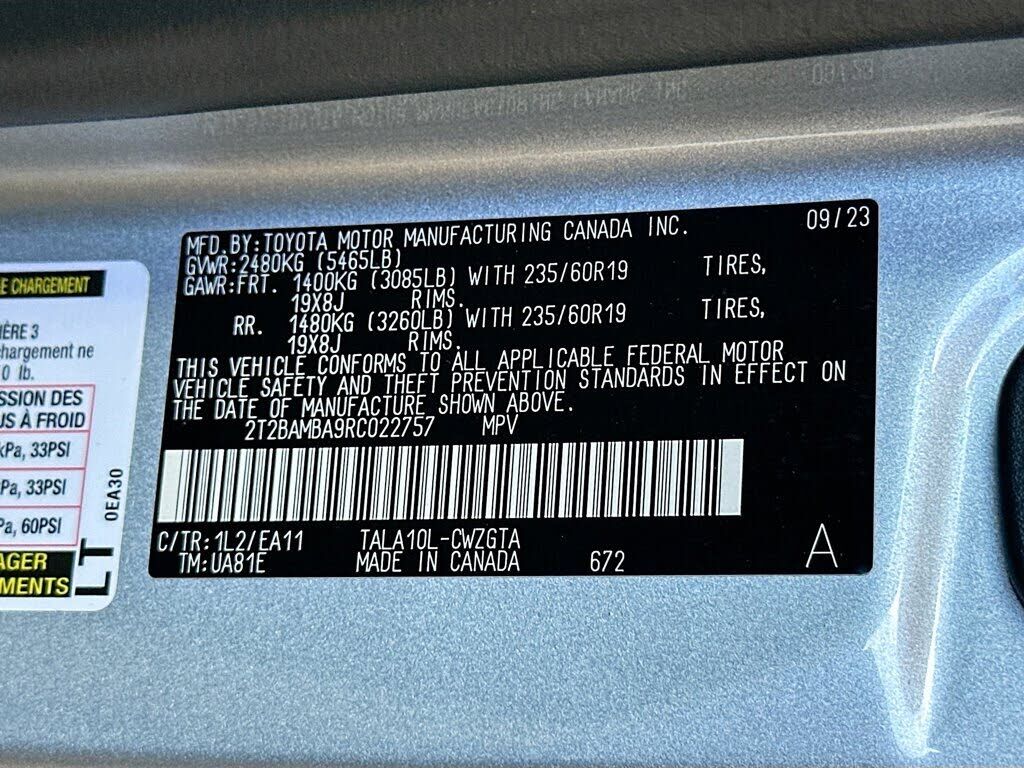 MFD.BY:TOYOTA MOTOR MANUFACTURING CANADA INC. 09/23
GVWR:2480KG (5465LB)
GAWR:FRT. 1400KG (3085LB) WITH 235/60R19 TIRES,
19X8J RIMS.
RR. 1480KG (3260LB) WITH 235/60R19 TIRES,
19X8J RIMS.
THIS VEHICLE CONFORMS TO ALL APPLICABLE FEDERAL MOTOR
VEHICLE SAFETY AND THEFT PREVENTION STANDARDS IN EFFECT ON
THE DATE OF MANUFACTURE SHOWN ABOVE.
2T2BAMBA9RC022757 MPV
C/TR:1L2/EA11 TALA10L-CWZGTA
TM:UA81E MADE IN CANADA 672 A
E CHARGEMENT
IÈRE 3
chargement ne
0 lb.
SSION DES
US À FROID
kPa, 33PSI
Pa, 33PSI
Pa, 60PSI
AGER
MENTS
0EA30
LT